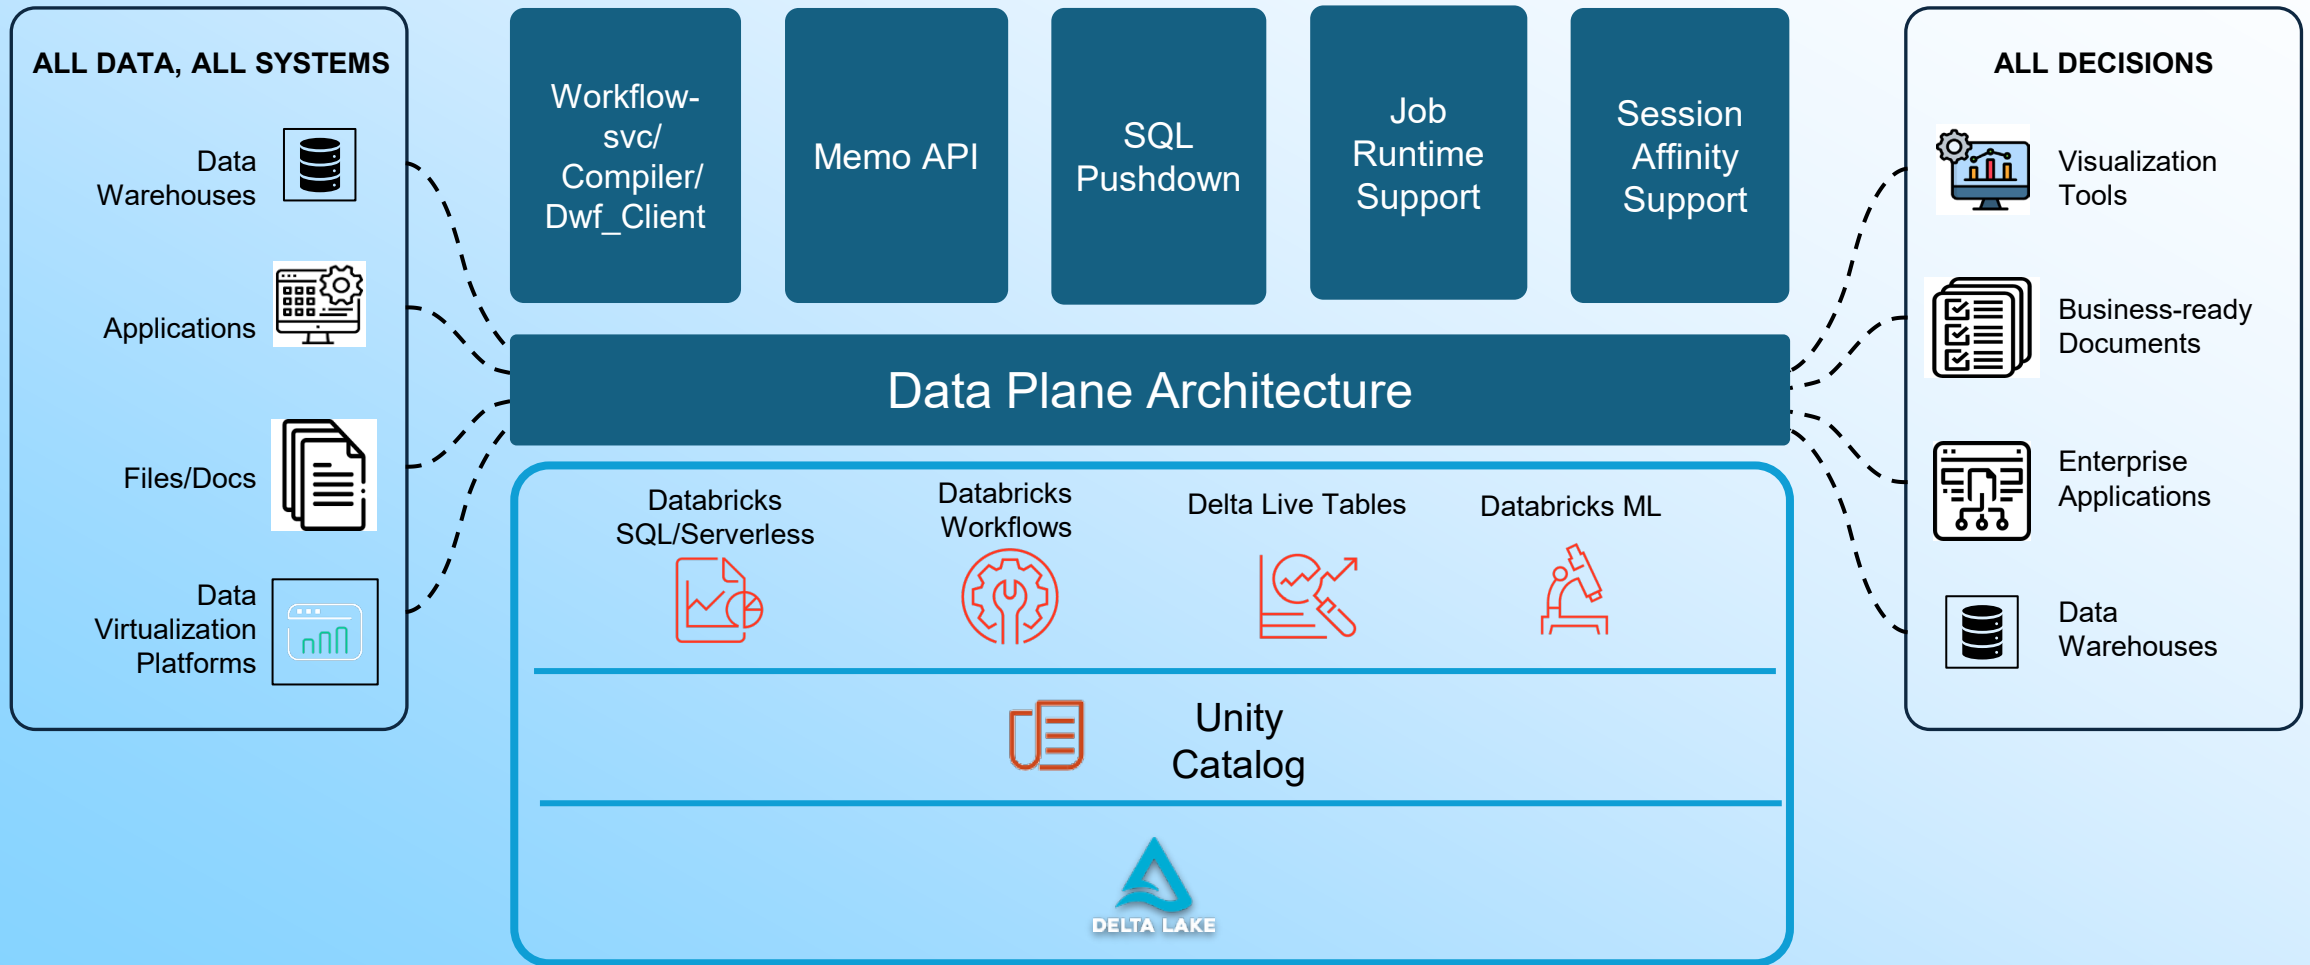 ALL DATA, ALL SYSTEMS
Data
Warehouses
Applications
Files/Docs
Data
Virtualization
Platforms
Workflow-
svc/
Compiler/
Dwf_Client
Memo API
SQL
Pushdown
Job
Runtime
Support
Session
Affinity
Support
Data Plane Architecture
Databricks
SQL/Serverless
Databricks
Workflows
Delta Live Tables
Databricks ML
Unity
Catalog
DELTA LAKE
ALL DECISIONS
Visualization
Tools
Business-ready
Documents
Enterprise
Applications
Data
Warehouses